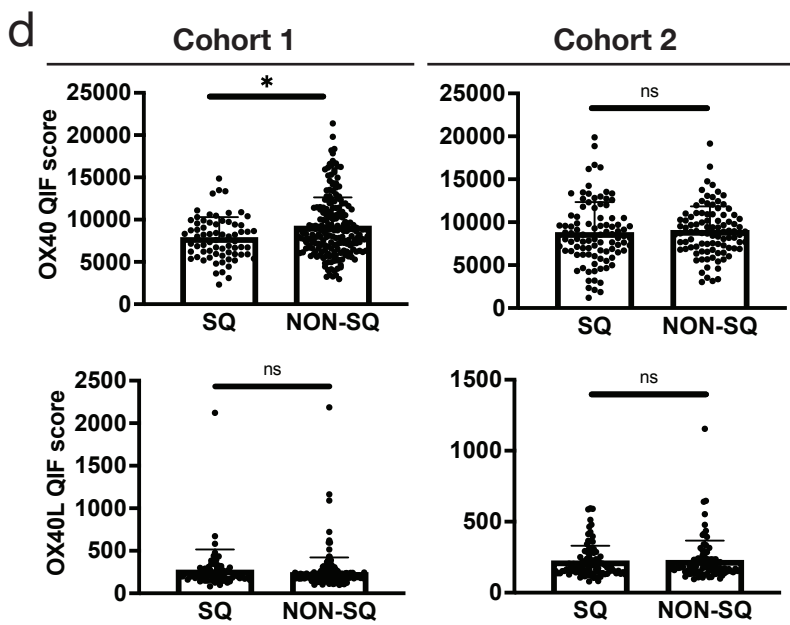 d
Cohort 1
Cohort 2
OX40 QIF score
25000
20000
15000
10000
5000
0
*
SQ
NON-SQ
25000
20000
15000
10000
5000
0
ns
SQ
NON-SQ
OX40L QIF score
2500
2000
1500
1000
500
0
ns
SQ
NON-SQ
1500
1000
500
0
ns
SQ
NON-SQ